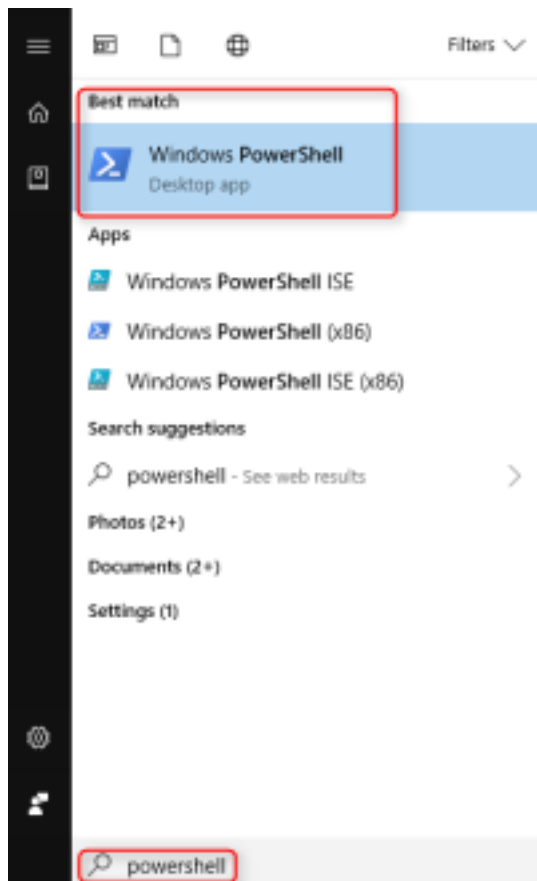 Filters
Best match
Windows PowerShell
Desktop app
Apps
Windows PowerShell ISE
Windows PowerShell (x86)
Windows PowerShell ISE (x86)
Search suggestions
powershell - See web results
Photos (2+)
Documents (2+)
Settings (1)
powershell